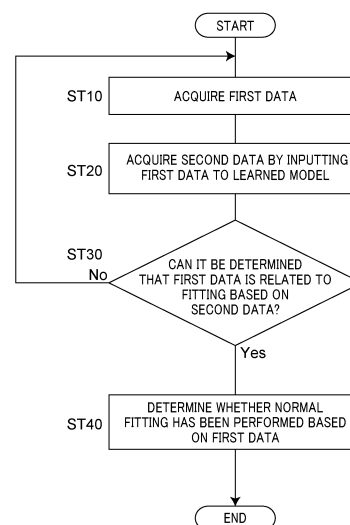 START
ST10
ACQUIRE FIRST DATA
ST20
ACQUIRE SECOND DATA BY INPUTTING
FIRST DATA TO LEARNED MODEL
ST30
No
CAN IT BE DETERMINED
THAT FIRST DATA IS RELATED TO
FITTING BASED ON
SECOND DATA?
Yes
ST40
DETERMINE WHETHER NORMAL
FITTING HAS BEEN PERFORMED BASED
ON FIRST DATA
END